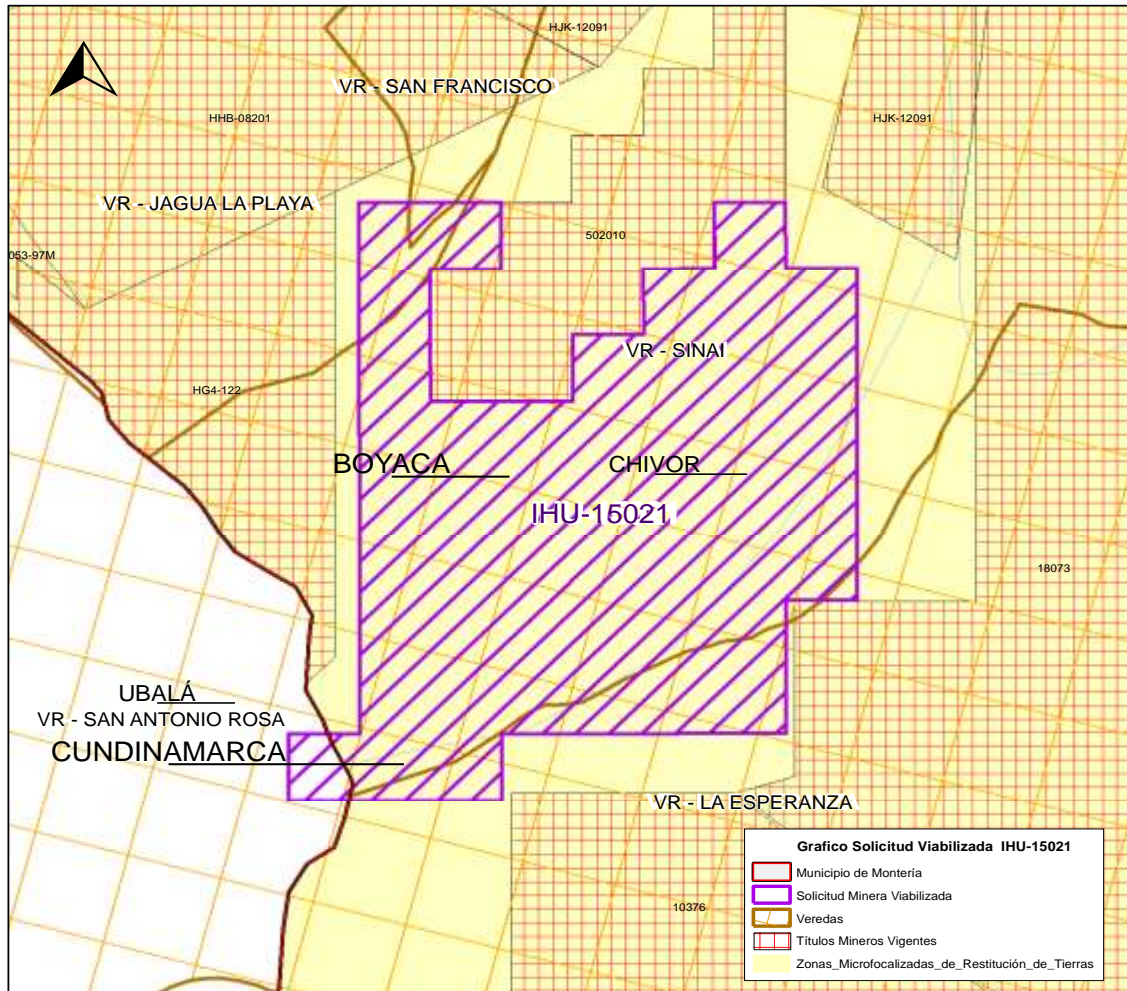 HJK-12091
VR - SAN FRANCISCO
HHB-08201
HJK-12091
VR - JAGUA LA PLAYA
502010
053-97M
VR - SINAI
HG4-122
BOYACA
CHIVOR
IHU-15021
18073
UBALÁ
VR - SAN ANTONIO ROSA
CUNDINAMARCA
VR - LA ESPERANZA
10376
Grafico Solicitud Viabilizada IHU-15021
Municipio de Montería
Solicitud Minera Viabilizada
Veredas
Títulos Mineros Vigentes
Zonas_Microfocalizadas_de_Restitución_de_Tierras